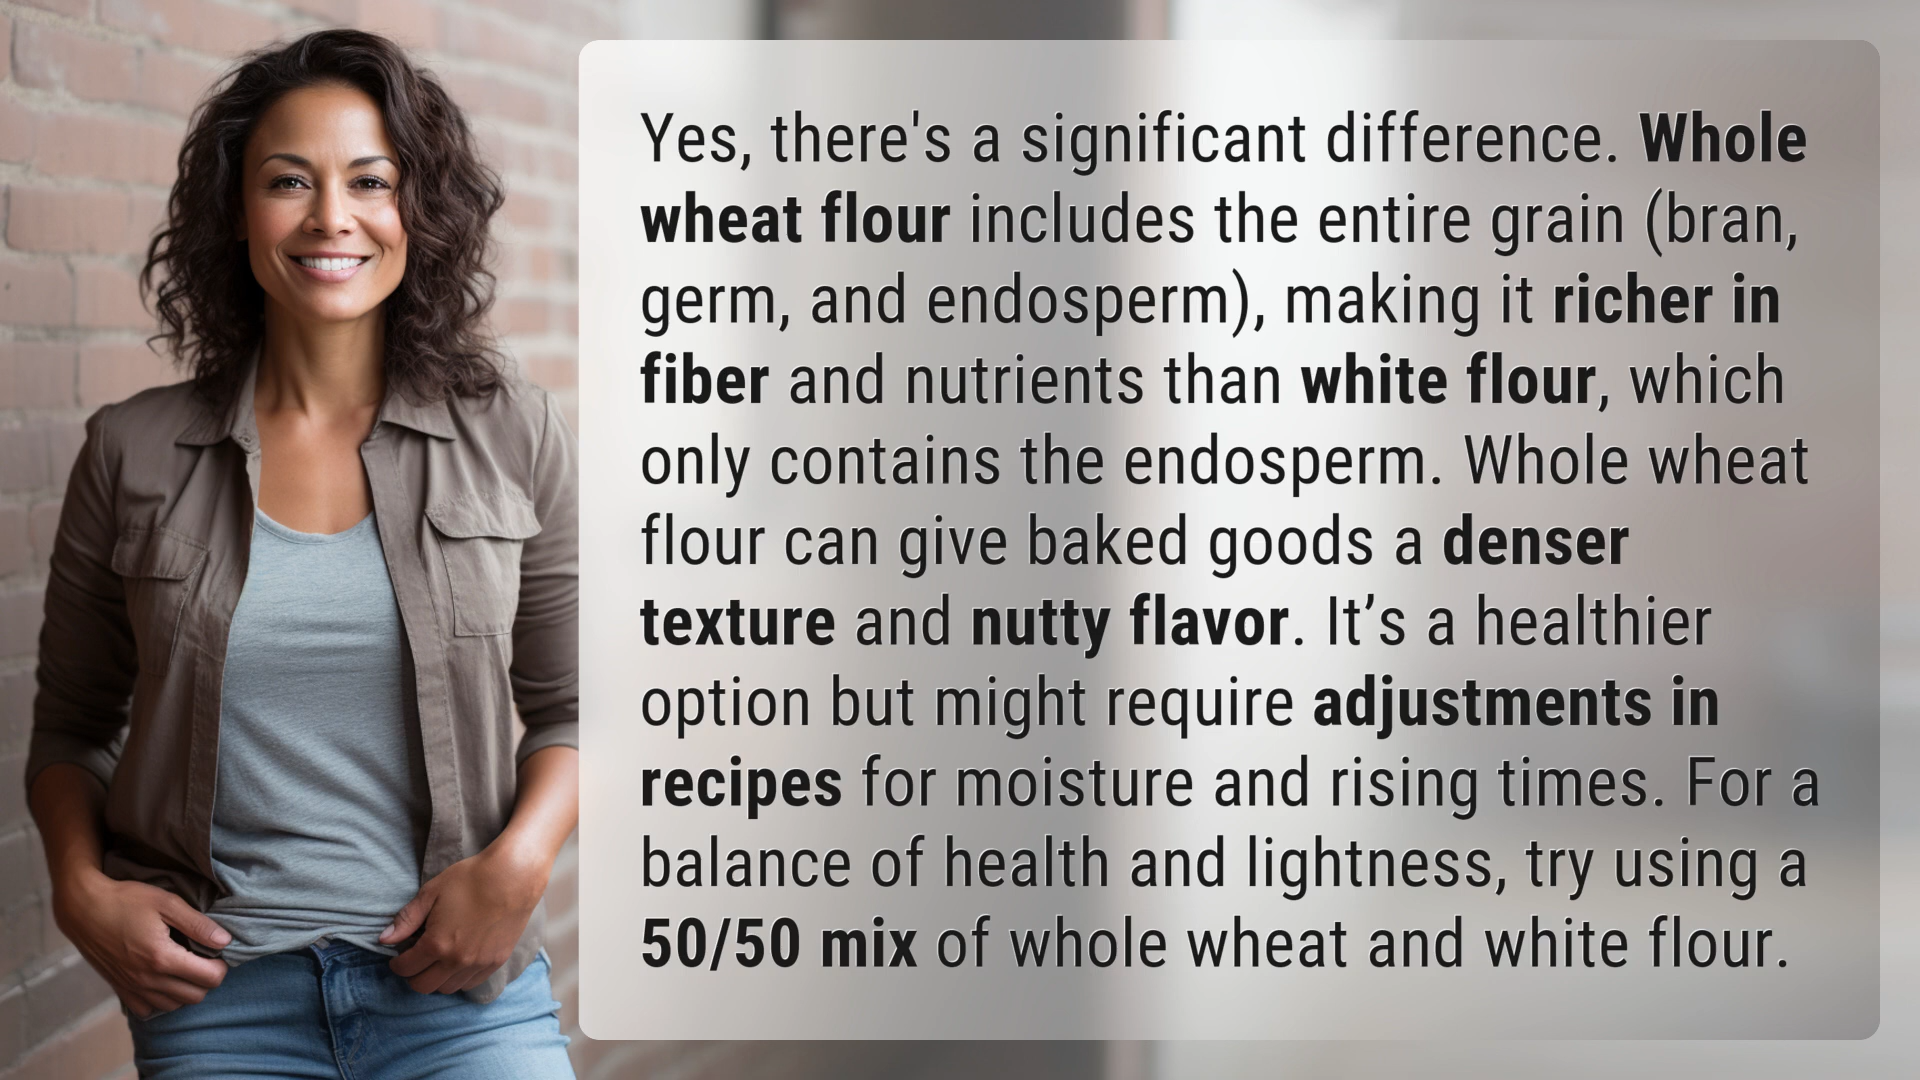 Yes, there's a significant difference. Whole
wheat flour includes the entire grain (bran,
germ, and endosperm), making it richer in
fiber and nutrients than white flour, which
only contains the endosperm. Whole wheat
flour can give baked goods a denser
texture and nutty flavor. It’s a healthier
option but might require adjustments in
recipes for moisture and rising times. For a
balance of health and lightness, try using a
50/50 mix of whole wheat and white flour.